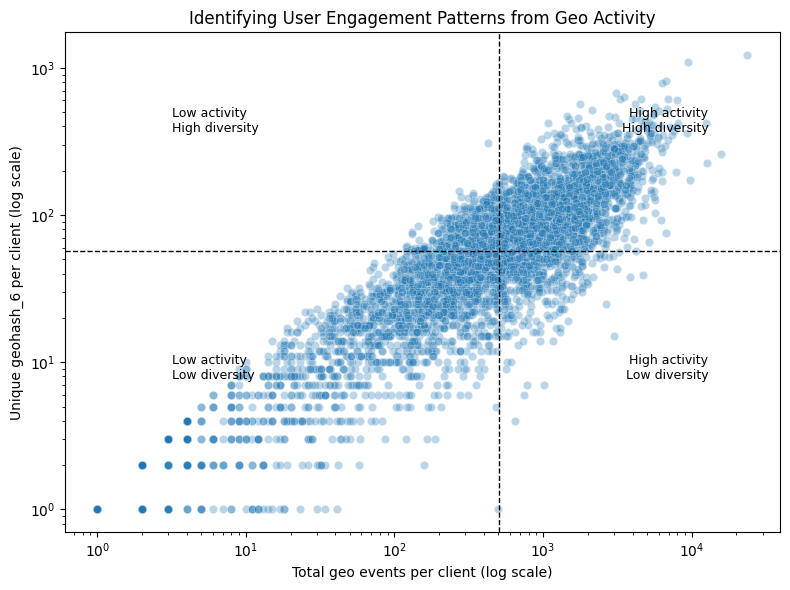 Identifying User Engagement Patterns from Geo Activity
10³
Low activity
High diversity
High activity
High diversity
10²
Unique geohash_6 per client (log scale)
10¹
Low activity
Low diversity
High activity
Low diversity
10⁰
10⁰ 10¹ 10² 10³ 10⁴
Total geo events per client (log scale)